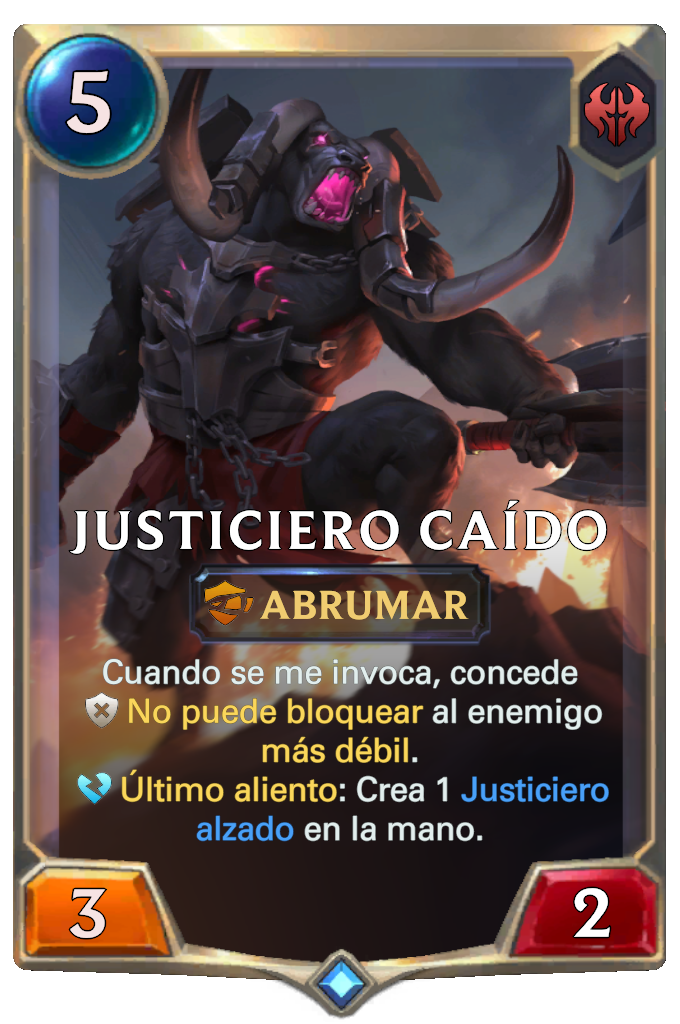 5
JUSTICIERO CAÍDO
ABRUMAR
Cuando se me invoca, concede
No puede bloquear al enemigo
más débil.
Último aliento: Crea 1 Justiciero
alzado en la mano.
3
2